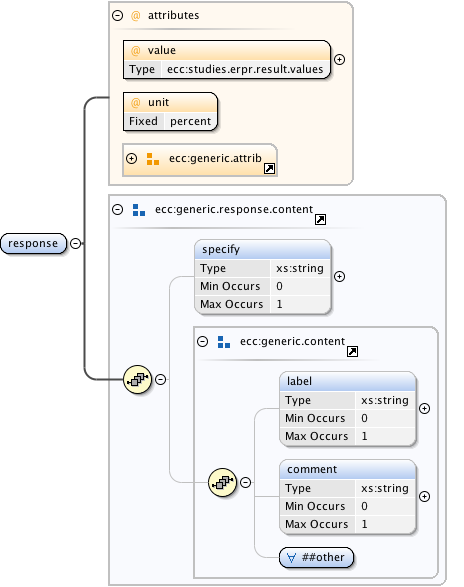 @ attributes
@ value
Type ecc:studies.erpr.result.values
@ unit
Fixed percent
ecc:generic.attrib
ecc:generic.response.content
response
specify
Type xs:string
Min Occurs 0
Max Occurs 1
ecc:generic.content
label
Type xs:string
Min Occurs 0
Max Occurs 1
comment
Type xs:string
Min Occurs 0
Max Occurs 1
∀ ##other